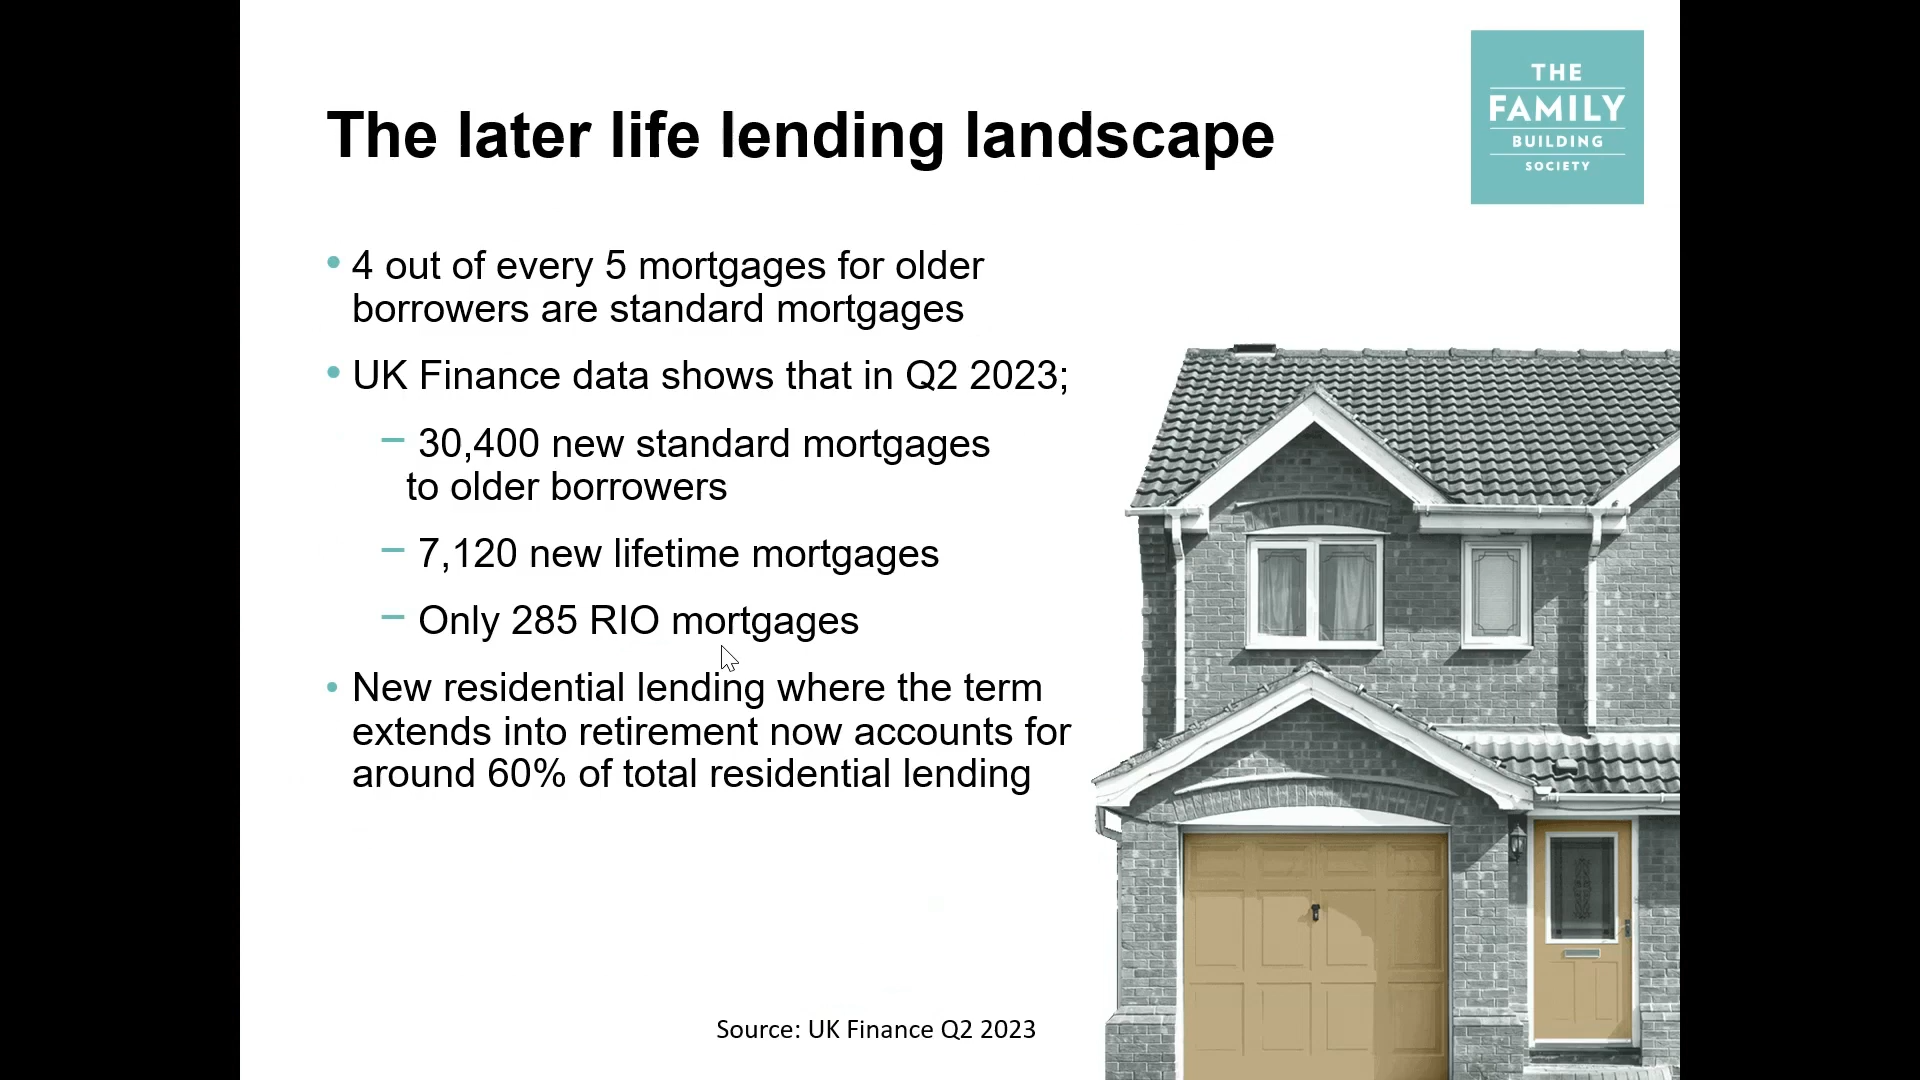 THE
FAMILY
BUILDING
SOCIETY
The later life lending landscape
• 4 out of every 5 mortgages for older
borrowers are standard mortgages
• UK Finance data shows that in Q2 2023;
– 30,400 new standard mortgages
to older borrowers
– 7,120 new lifetime mortgages
– Only 285 RIO mortgages
• New residential lending where the term
extends into retirement now accounts for
around 60% of total residential lending
Source: UK Finance Q2 2023